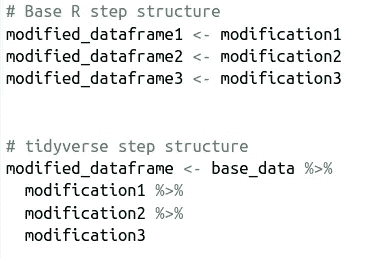 # Base R step structure
modified_dataframe1 <- modification1
modified_dataframe2 <- modification2
modified_dataframe3 <- modification3
# tidyverse step structure
modified_dataframe <- base_data %>%
  modification1 %>%
  modification2 %>%
  modification3